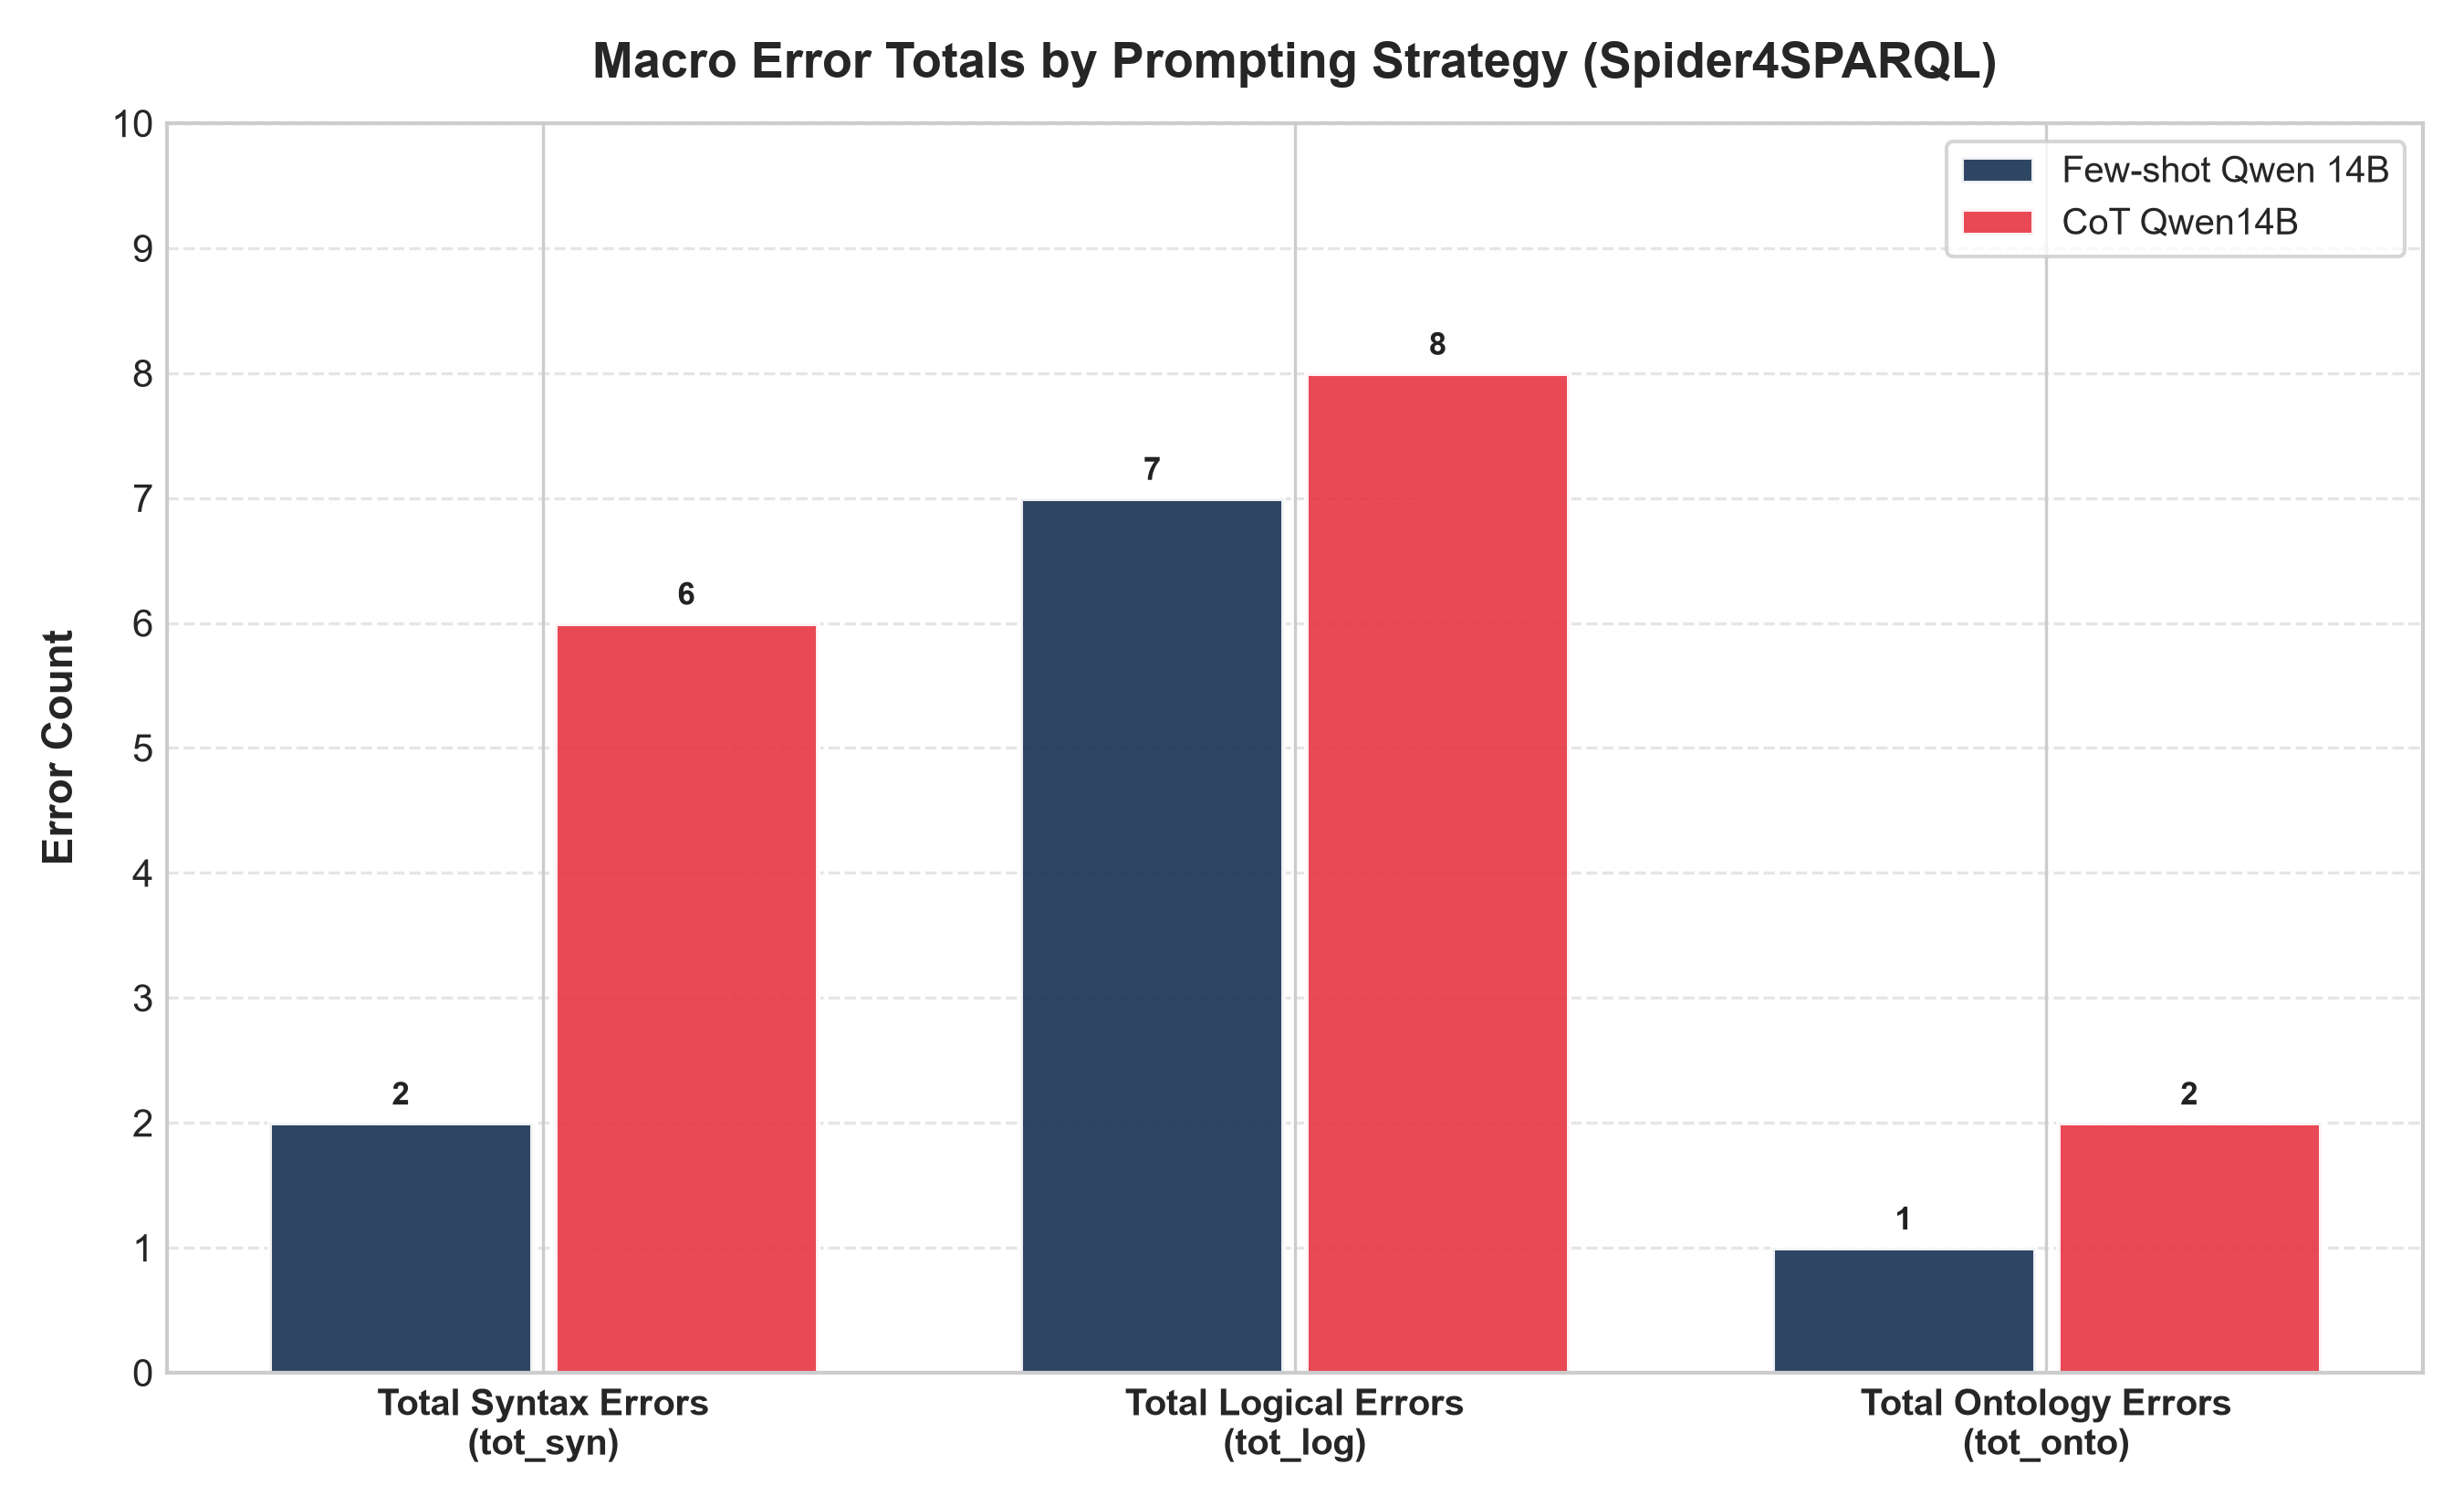 Macro Error Totals by Prompting Strategy (Spider4SPARQL)
10
9
8
7
6
5
4
3
2
1
0
Error Count
Few-shot Qwen 14B
CoT Qwen14B
2
6
7
8
1
2
Total Syntax Errors
(tot_syn)
Total Logical Errors
(tot_log)
Total Ontology Errors
(tot_onto)